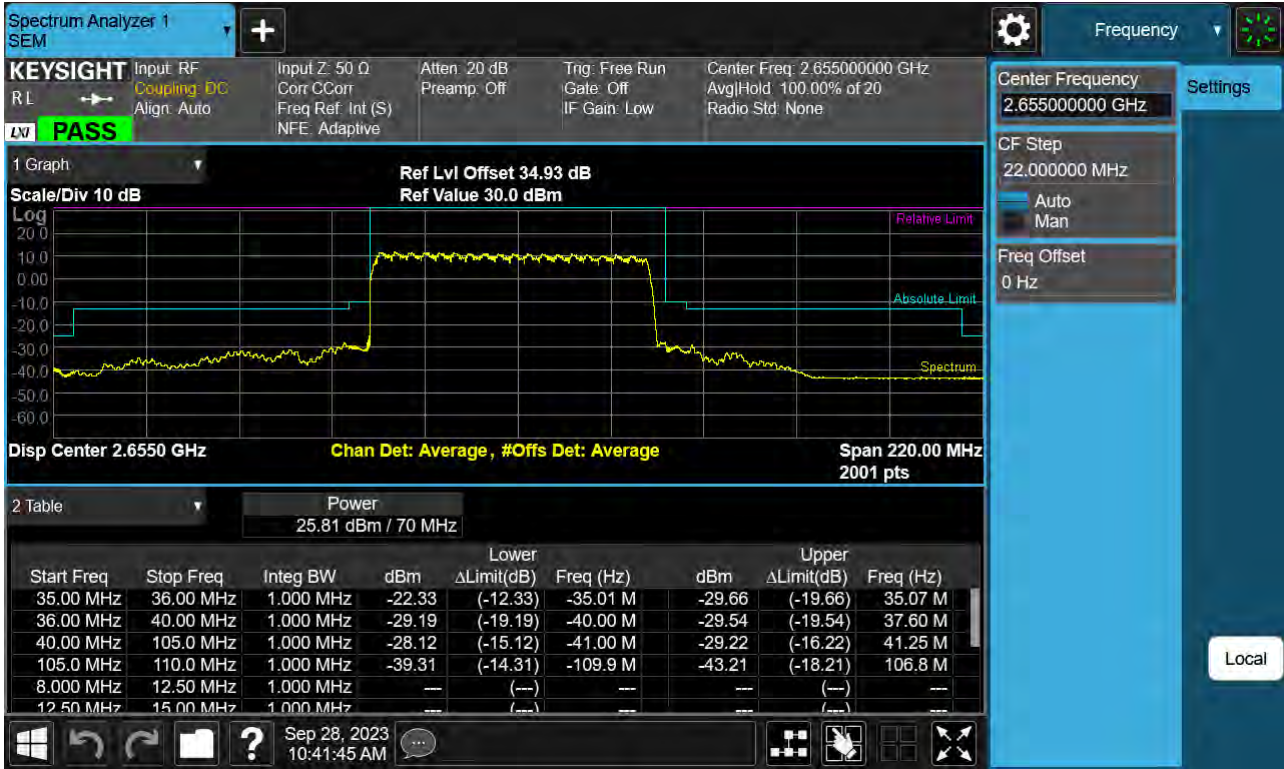 Spectrum Analyzer 1
SEM
Frequency
KEYSIGHT
R L
LXI
PASS
Input: RF
Coupling: DC
Align: Auto
Input Z: 50 Ω
Corr CCorr
Freq Ref: Int (S)
NFE: Adaptive
Atten: 20 dB
Preamp: Off
Trig: Free Run
Gate: Off
IF Gain: Low
Center Freq: 2.655000000 GHz
Avg|Hold: 100.00% of 20
Radio Std: None
Center Frequency
2.655000000 GHz
Settings
CF Step
22.000000 MHz
Auto
Man
Freq Offset
0 Hz
Local
1 Graph
Scale/Div 10 dB
Ref Lvl Offset 34.93 dB
Ref Value 30.0 dBm
Log
20.0
10.0
0.00
-10.0
-20.0
-30.0
-40.0
-50.0
-60.0
Relative Limit
Absolute Limit
Spectrum
Disp Center 2.6550 GHz
Chan Det: Average , #Offs Det: Average
Span 220.00 MHz
2001 pts
2 Table
Power
25.81 dBm / 70 MHz
Lower Upper
Start Freq Stop Freq Integ BW dBm ∆Limit(dB) Freq (Hz) dBm ∆Limit(dB) Freq (Hz)
35.00 MHz 36.00 MHz 1.000 MHz -22.33 (-12.33) -35.01 M -29.66 (-19.66) 35.07 M
36.00 MHz 40.00 MHz 1.000 MHz -29.19 (-19.19) -40.00 M -29.54 (-19.54) 37.60 M
40.00 MHz 105.0 MHz 1.000 MHz -28.12 (-15.12) -41.00 M -29.22 (-16.22) 41.25 M
105.0 MHz 110.0 MHz 1.000 MHz -39.31 (-14.31) -109.9 M -43.21 (-18.21) 106.8 M
8.000 MHz 12.50 MHz 1.000 MHz --- (---) --- --- (---) ---
12.50 MHz 15.00 MHz 1.000 MHz --- (---) --- --- (---) ---
Sep 28, 2023
10:41:45 AM